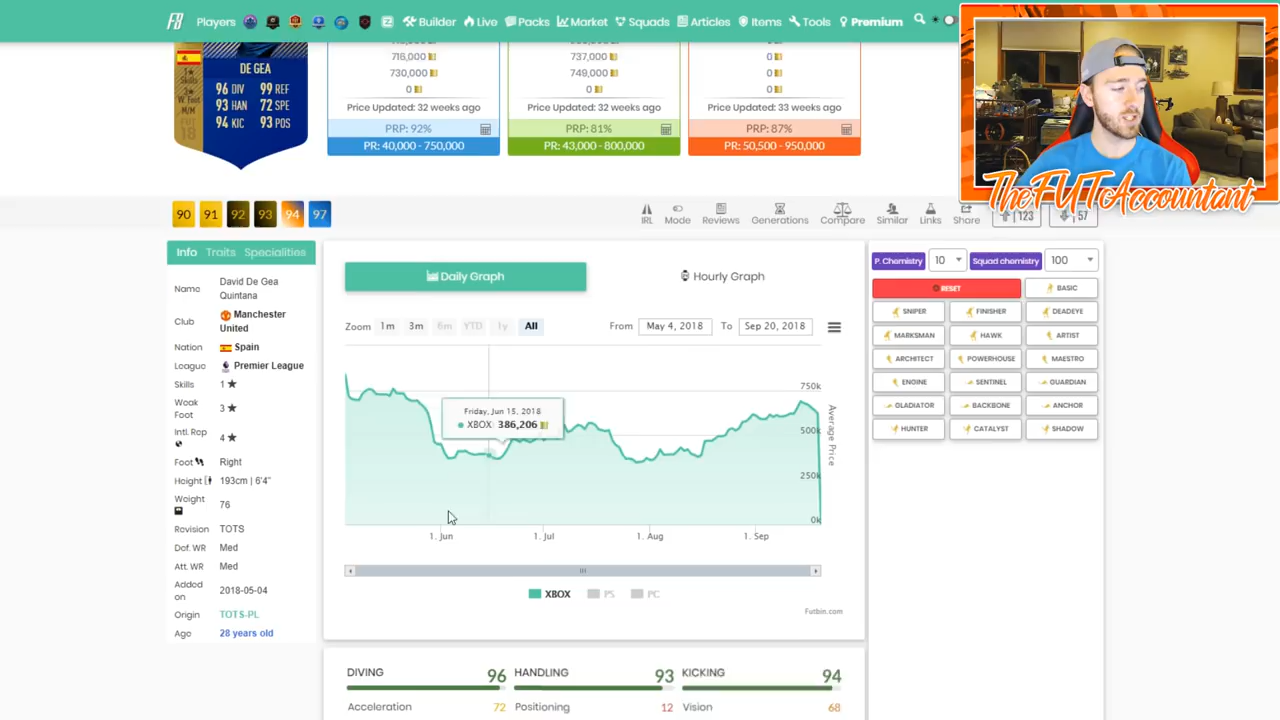 F8 Players Builder Live Packs Market Squads Articles Items Tools Premium
DE GEA
96 DIV 99 REF
93 HAN 72 SPE
94 KIC 93 POS
716,000
730,000
0
Price Updated: 32 weeks ago
PRP: 92%
PR: 40,000 - 750,000
737,000
749,000
0
Price Updated: 32 weeks ago
PRP: 81%
PR: 43,000 - 800,000
0
0
0
Price Updated: 33 weeks ago
PRP: 87%
PR: 50,500 - 950,000
TheFUTAccountant
90 91 92 93 94 97
IRL Mode Reviews Generations Compare Similar Links Share
123 57
Info Traits Specialities
Name David De Gea Quintana
Club Manchester United
Nation Spain
League Premier League
Skills 1
Weak Foot 3
Intl. Rep 4
Foot Right
Height 193cm | 6'4"
Weight 76
Revision TOTS
Def. WR Med
Att. WR Med
Added on 2018-05-04
Origin TOTS-PL
Age 28 years old
Daily Graph Hourly Graph
Zoom 1m 3m 6m YTD 1y All
From May 4, 2018 To Sep 20, 2018
750k
500k
250k
0k
Average Price
Friday, Jun 15, 2018
XBOX: 386,206
1. Jun 1. Jul 1. Aug 1. Sep
XBOX PS PC
Futbin.com
P. Chemistry 10 Squad chemistry 100
RESET BASIC
SNIPER FINISHER DEADEYE
MARKSMAN HAWK ARTIST
ARCHITECT POWERHOUSE MAESTRO
ENGINE SENTINEL GUARDIAN
GLADIATOR BACKBONE ANCHOR
HUNTER CATALYST SHADOW
DIVING 96
Acceleration 72
HANDLING 93
Positioning 12
KICKING 94
Vision 68